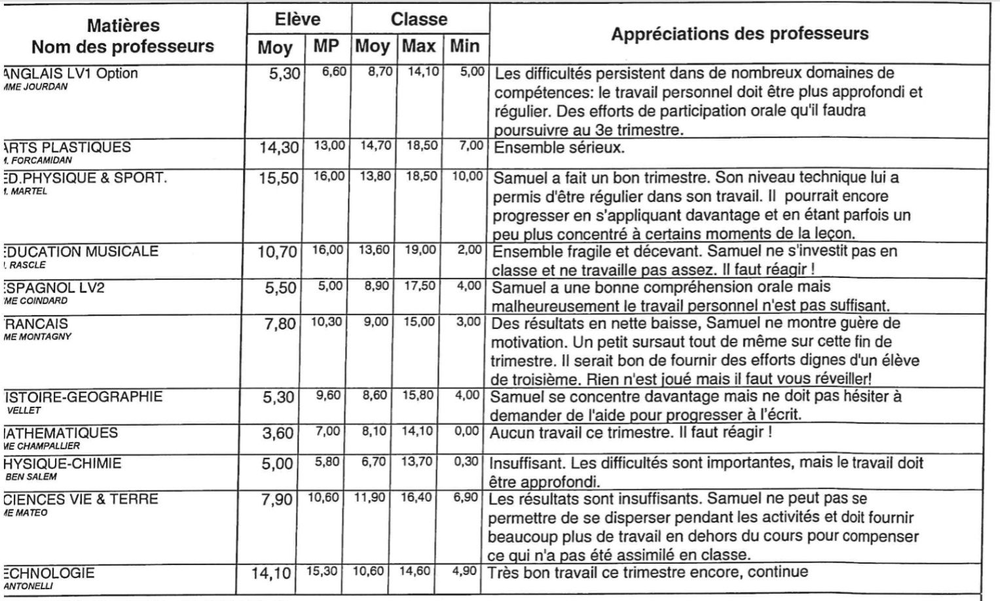 Matières
Nom des professeurs
Elève
Classe
Appréciations des professeurs
Moy MP Moy Max Min
ANGLAIS LV1 Option 5,30 6,60 8,70 14,10 5,00 Les difficultés persistent dans de nombreux domaines de
MME JOURDAN compétences: le travail personnel doit être plus approfondi et
régulier. Des efforts de participation orale qu'il faudra
poursuivre au 3e trimestre.
ARTS PLASTIQUES 14,30 13,00 14,70 18,50 7,00 Ensemble sérieux.
M. FORCAMIDAN
ED.PHYSIQUE & SPORT. 15,50 16,00 13,80 18,50 10,00 Samuel a fait un bon trimestre. Son niveau technique lui a
M. MARTEL permis d'être régulier dans son travail. Il pourrait encore
progresser en s'appliquant davantage et en étant parfois un
peu plus concentré à certains moments de la leçon.
EDUCATION MUSICALE 10,70 16,00 13,60 19,00 2,00 Ensemble fragile et décevant. Samuel ne s'investit pas en
. RASCLE classe et ne travaille pas assez. Il faut réagir !
ESPAGNOL LV2 5,50 5,00 8,90 17,50 4,00 Samuel a une bonne compréhension orale mais
ME COINDARD malheureusement le travail personnel n'est pas suffisant.
RANCAIS 7,80 10,30 9,00 15,00 3,00 Des résultats en nette baisse, Samuel ne montre guère de
ME MONTAGNY motivation. Un petit sursaut tout de même sur cette fin de
trimestre. Il serait bon de fournir des efforts dignes d'un élève
de troisième. Rien n'est joué mais il faut vous réveiller!
ISTOIRE-GEOGRAPHIE 5,30 9,60 8,60 15,80 4,00 Samuel se concentre davantage mais ne doit pas hésiter à
VELLET demander de l'aide pour progresser à l'écrit.
ATHEMATIQUES 3,60 7,00 8,10 14,10 0,00 Aucun travail ce trimestre. Il faut réagir !
ME CHAMPALLIER
HYSIQUE-CHIMIE 5,00 5,80 6,70 13,70 0,30 Insuffisant. Les difficultés sont importantes, mais le travail doit
BEN SALEM être approfondi.
CIENCES VIE & TERRE 7,90 10,60 11,90 16,40 6,90 Les résultats sont insuffisants. Samuel ne peut pas se
ME MATEO permettre de se disperser pendant les activités et doit fournir
beaucoup plus de travail en dehors du cours pour compenser
ce qui n'a pas été assimilé en classe.
ECHNOLOGIE 14,10 15,30 10,60 14,60 4,90 Très bon travail ce trimestre encore, continue
ANTONELLI